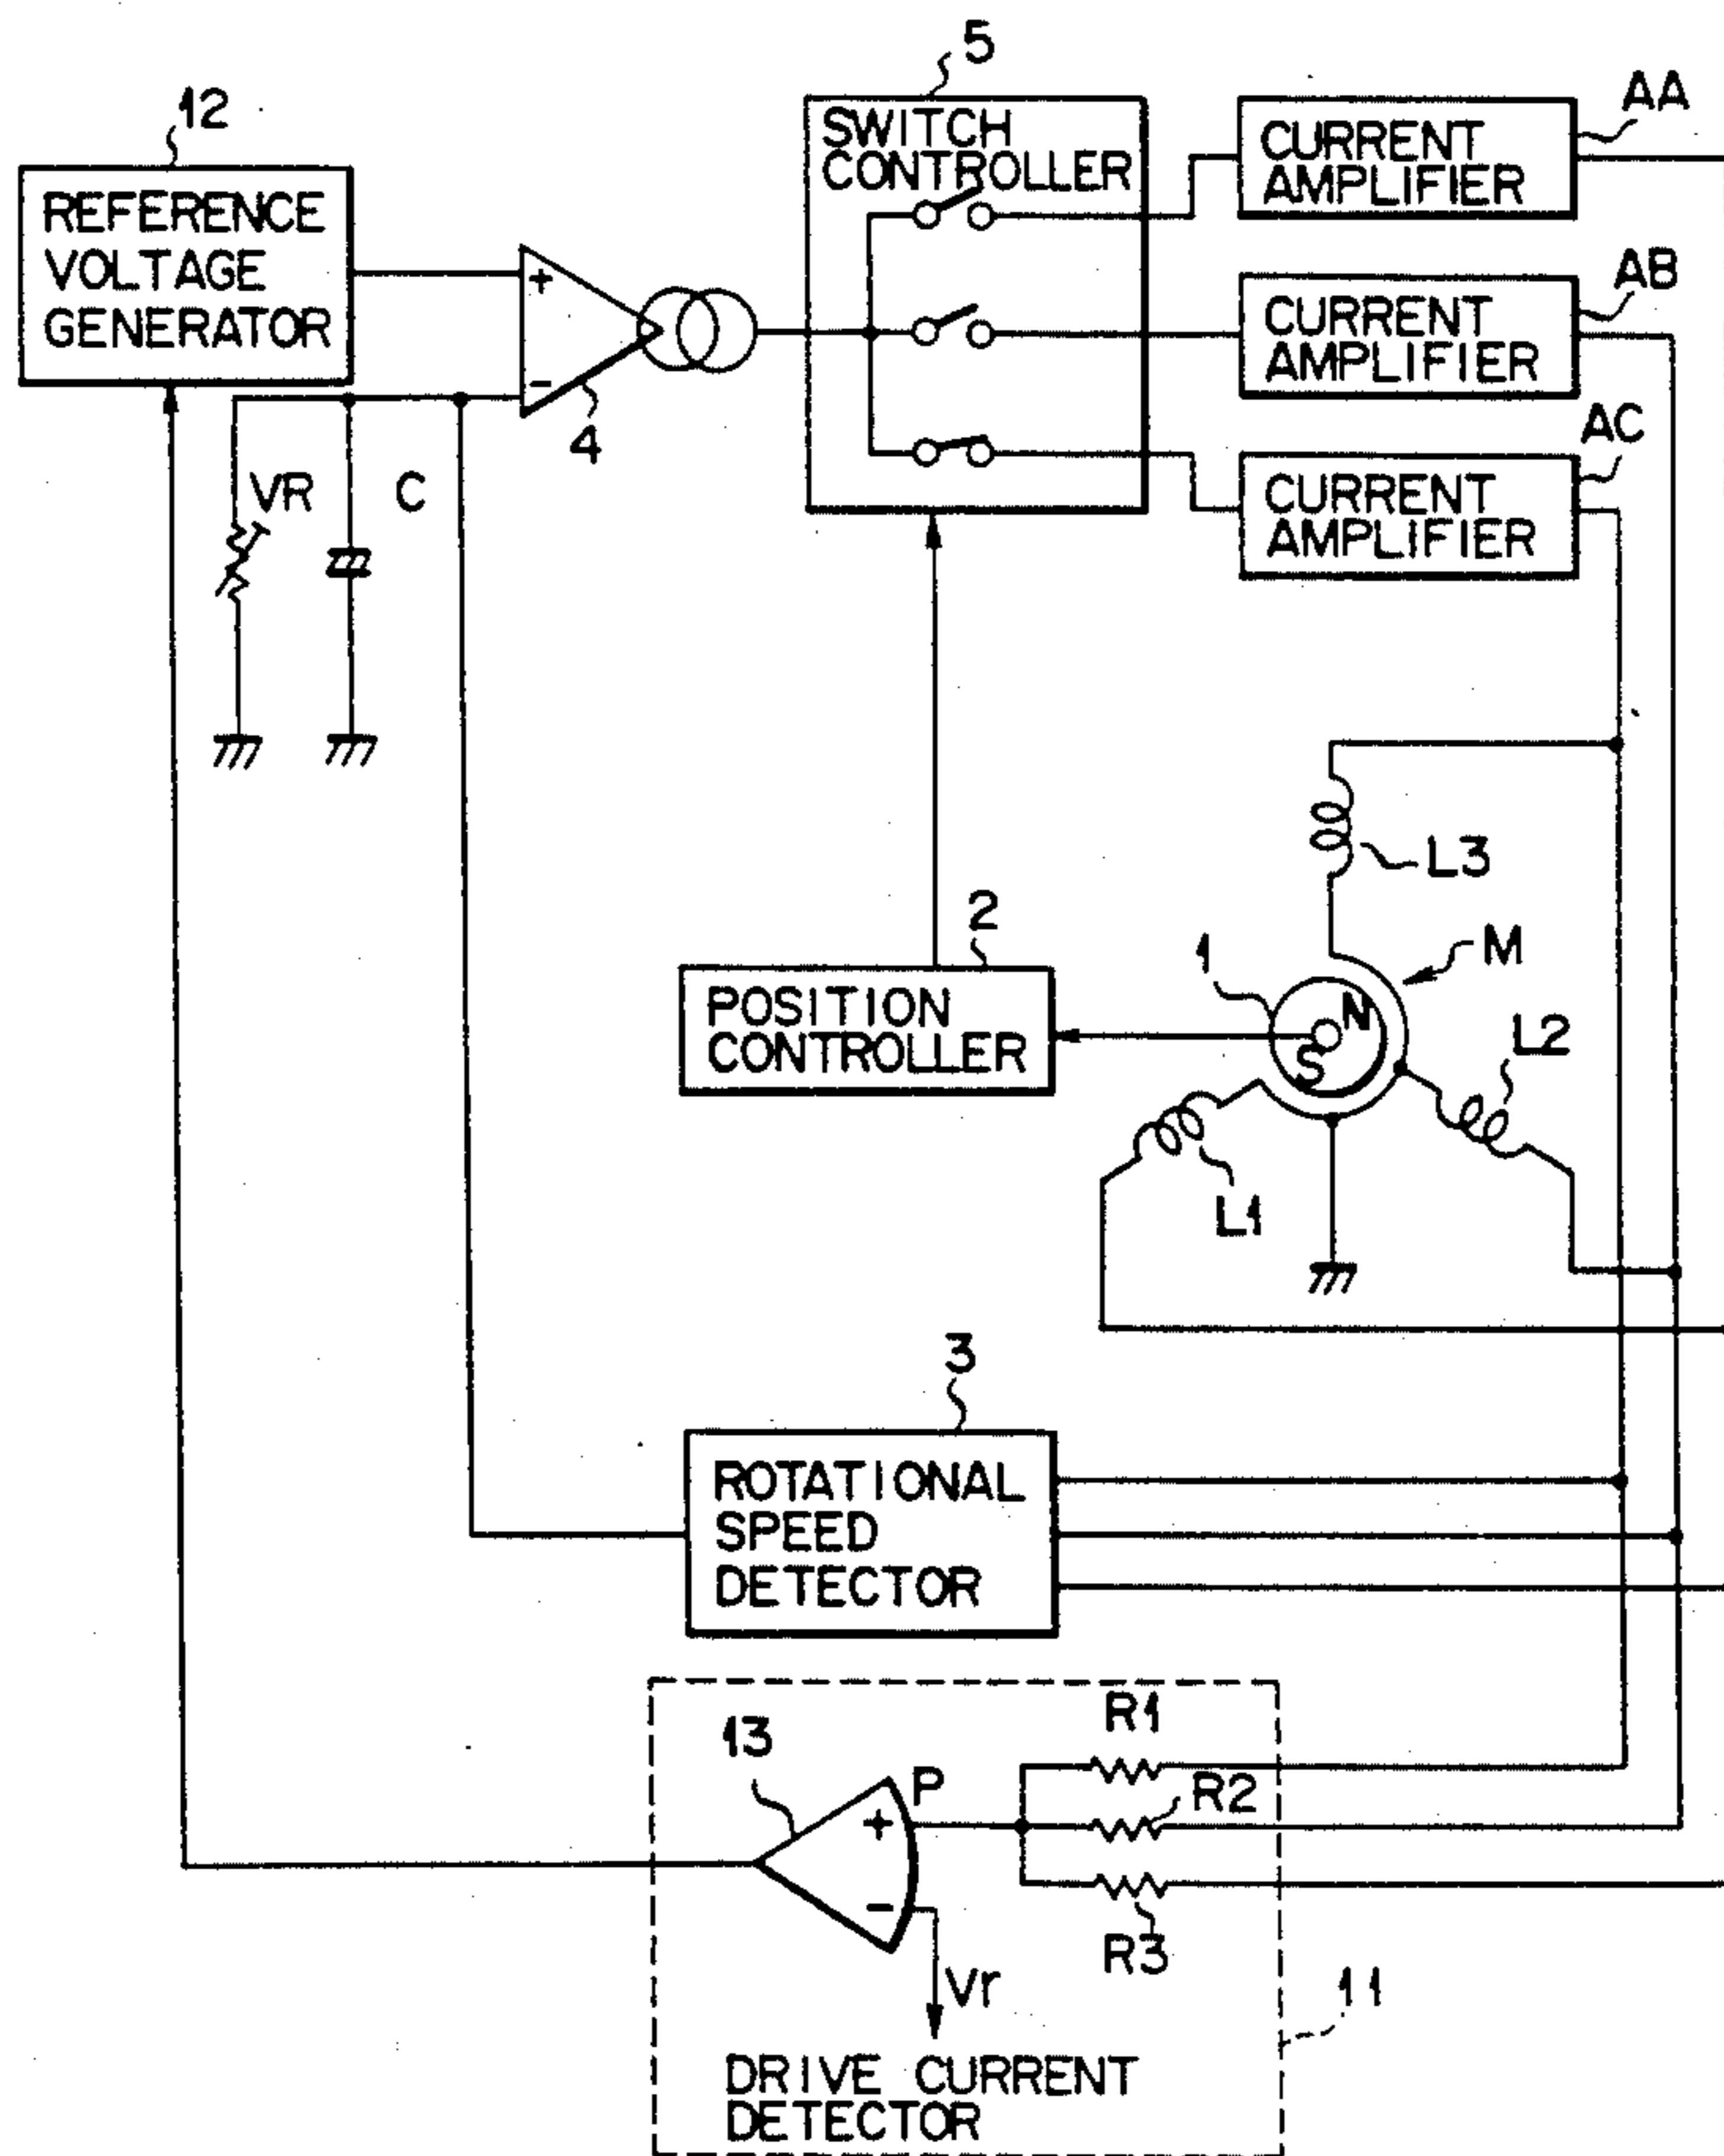 5
12
AA
SWITCH
CONTROLLER
CURRENT
AMPLIFIER
REFERENCE
VOLTAGE
GENERATOR
+
-
4
AB
CURRENT
AMPLIFIER
AC
CURRENT
AMPLIFIER
VR
C
L3
2
1
M
N
S
POSITION
CONTROLLER
L2
L1
3
ROTATIONAL
SPEED
DETECTOR
R1
13
P
+
R2
-
R3
Vr
11
DRIVE CURRENT
DETECTOR